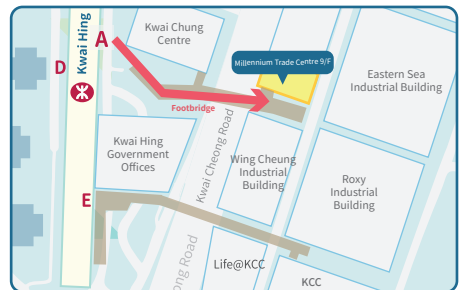 Kwai Hing
A
D
E
Kwai Chung
Centre
Millennium Trade Centre 9/F
Eastern Sea
Industrial Building
Footbridge
Kwai Hing
Government
Offices
Kwai Cheong Road
Wing Cheung
Industrial
Building
Roxy
Industrial
Building
ong Road
Life@KCC
KCC